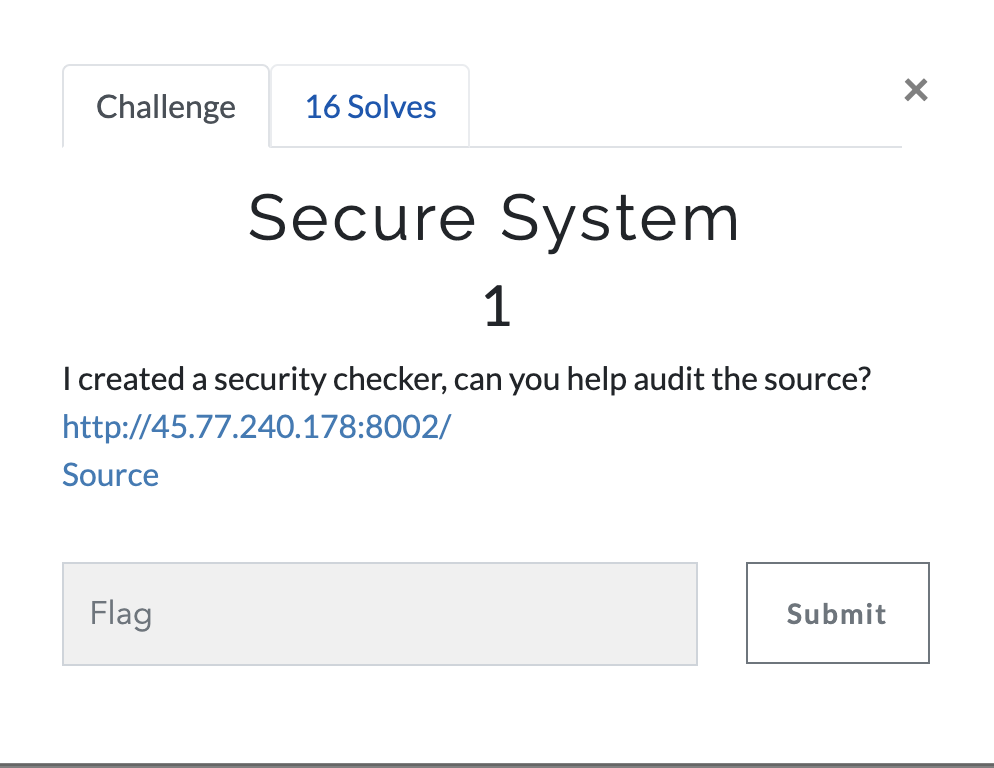 Challenge
16 Solves
×
Secure System
1
I created a security checker, can you help audit the source?
http://45.77.240.178:8002/
Source
Flag
Submit